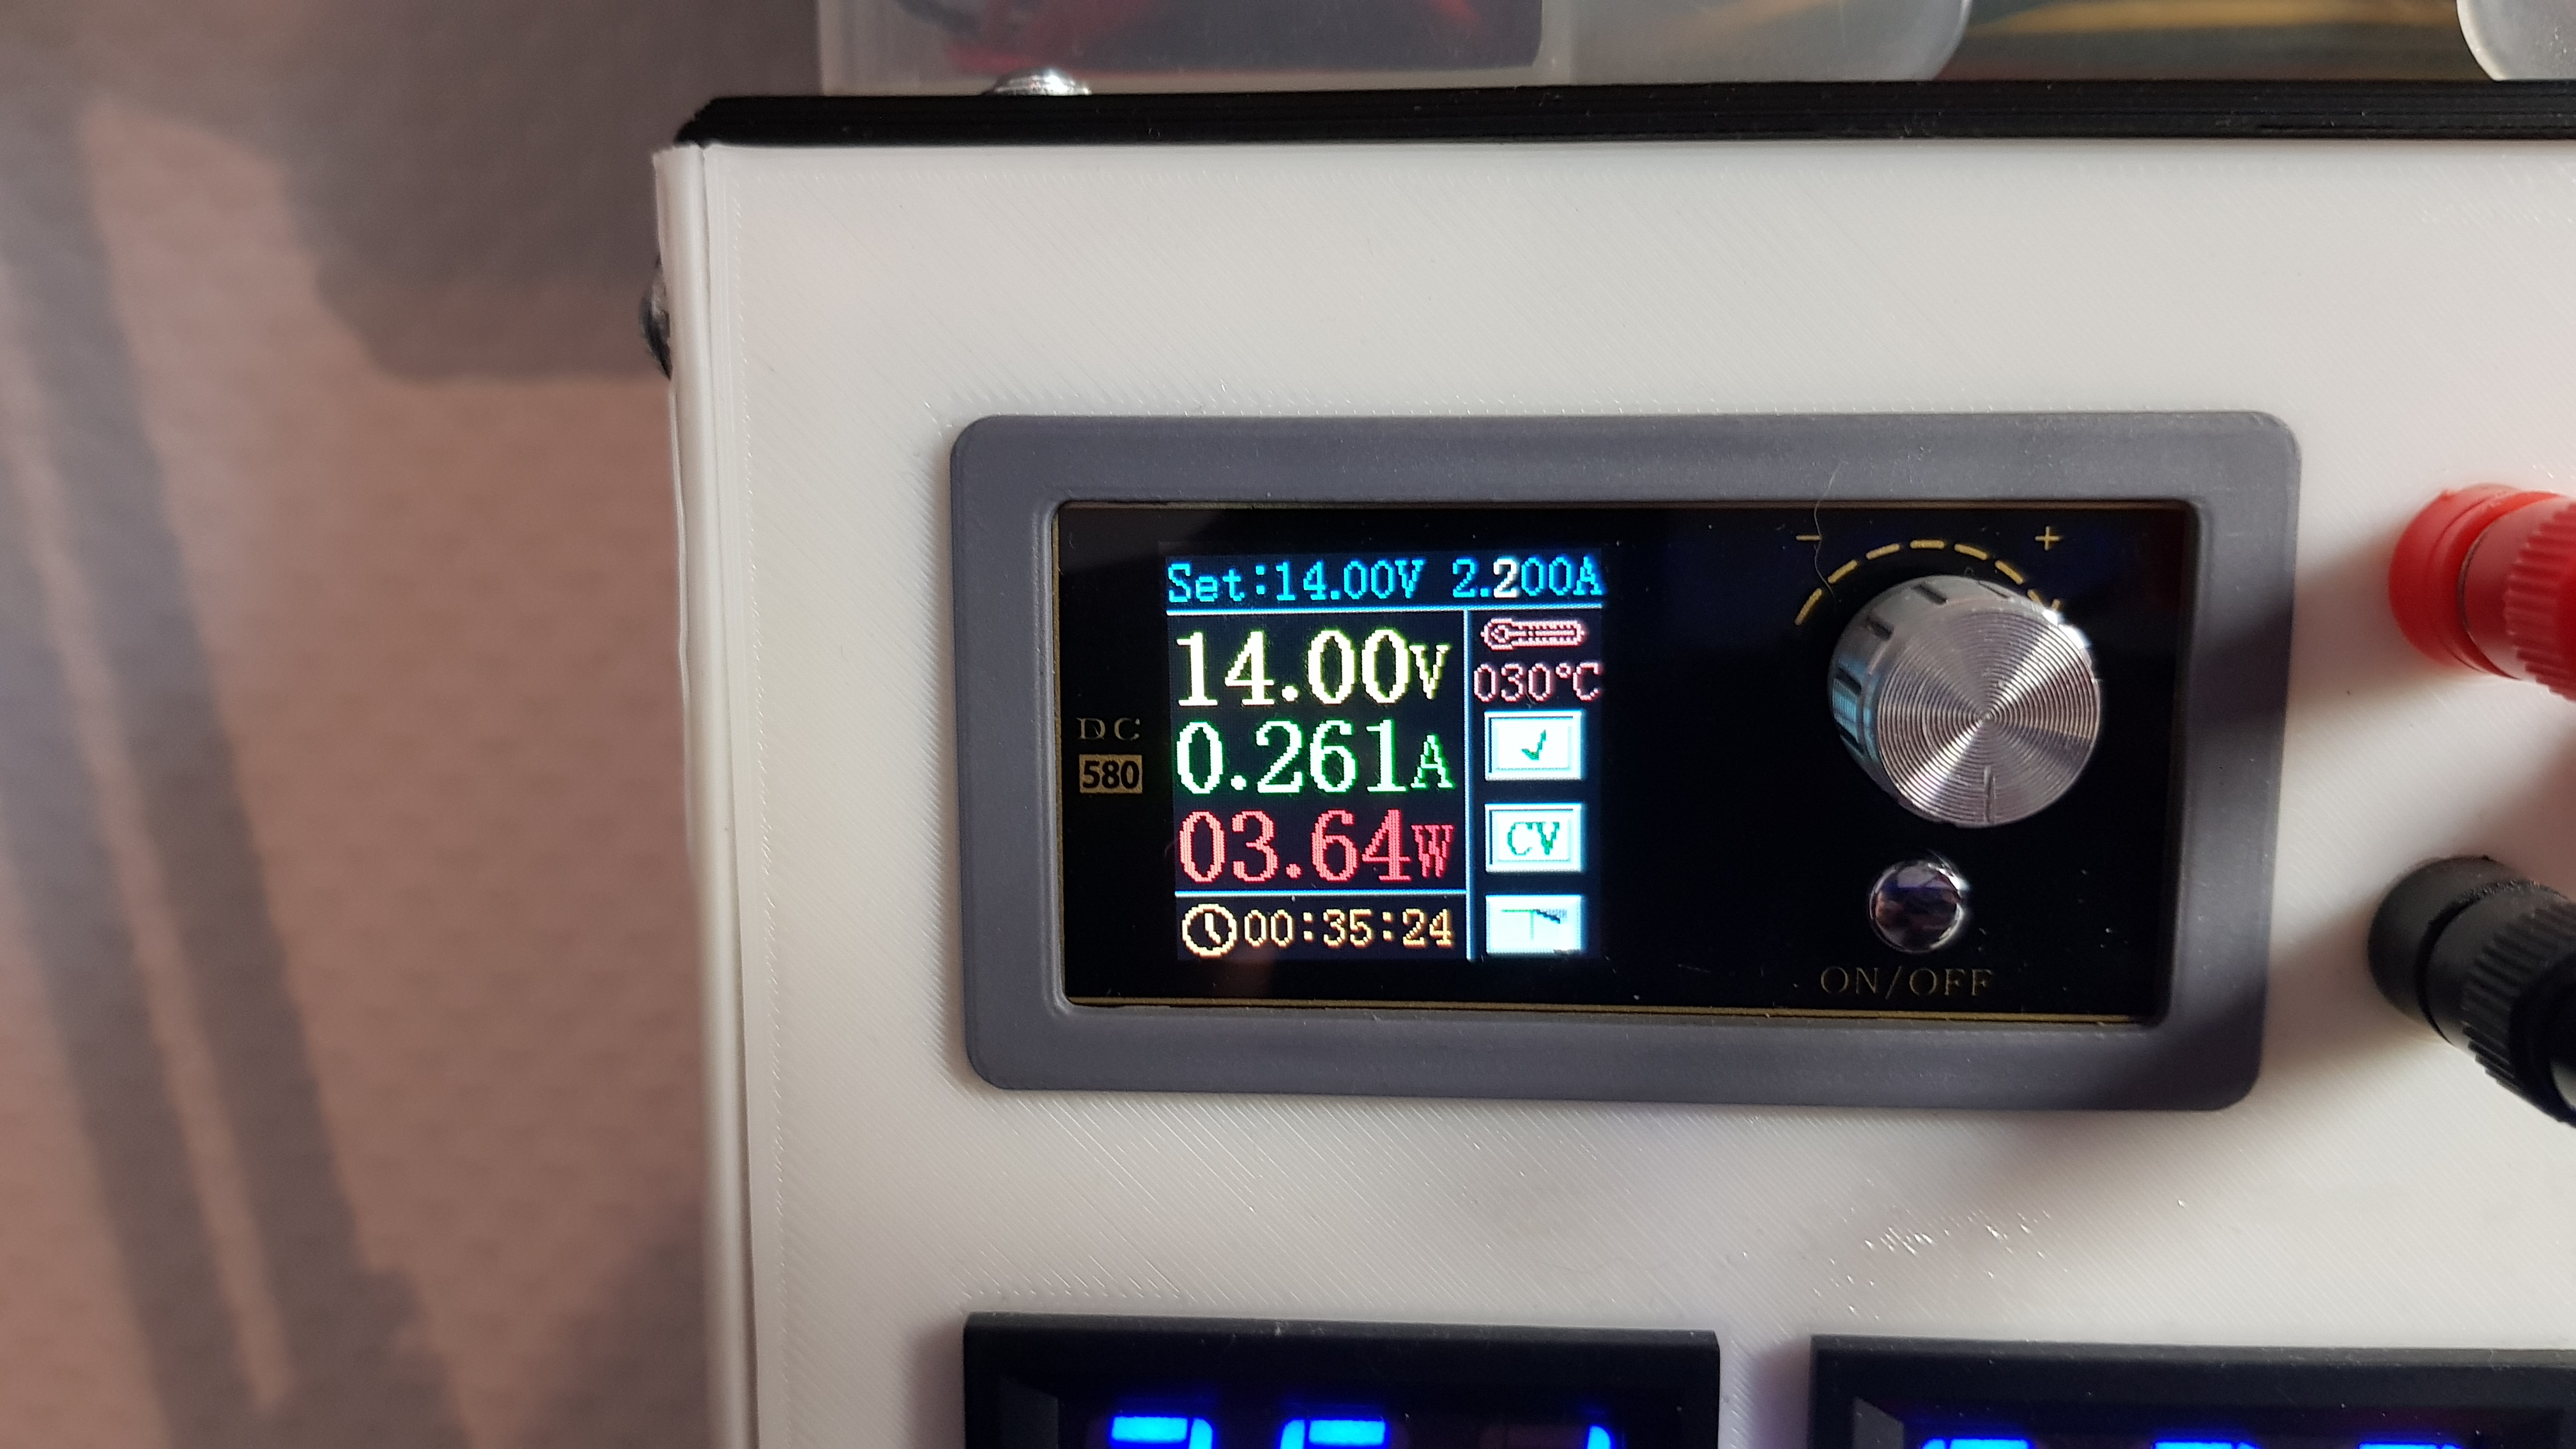 Set:14.00V 2.200A
14.00V
030°C
0.261A
03.64W
CV
00:35:24
DC
580
- +
ON/OFF